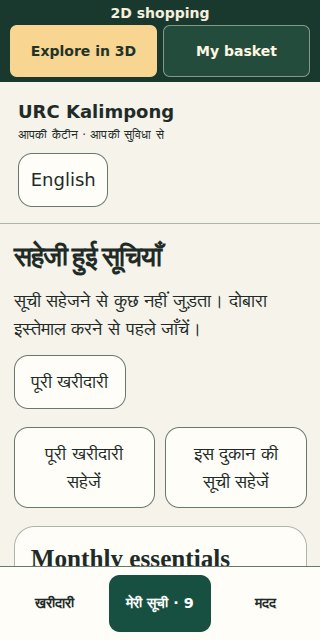 2D shopping
Explore in 3D
My basket
URC Kalimpong
आपकी कैटीन · आपकी सुविधा से
English
सहेजी हुई सूचियाँ
सूची सहेजने से कुछ नहीं जुड़ता। दोबारा
इस्तेमाल करने से पहले जाँचें।
पूरी खरीदारी
पूरी खरीदारी
सहेजें
इस दुकान की
सूची सहेजें
Monthly essentials
खरीदारी
मेरी सूची · 9
मदद